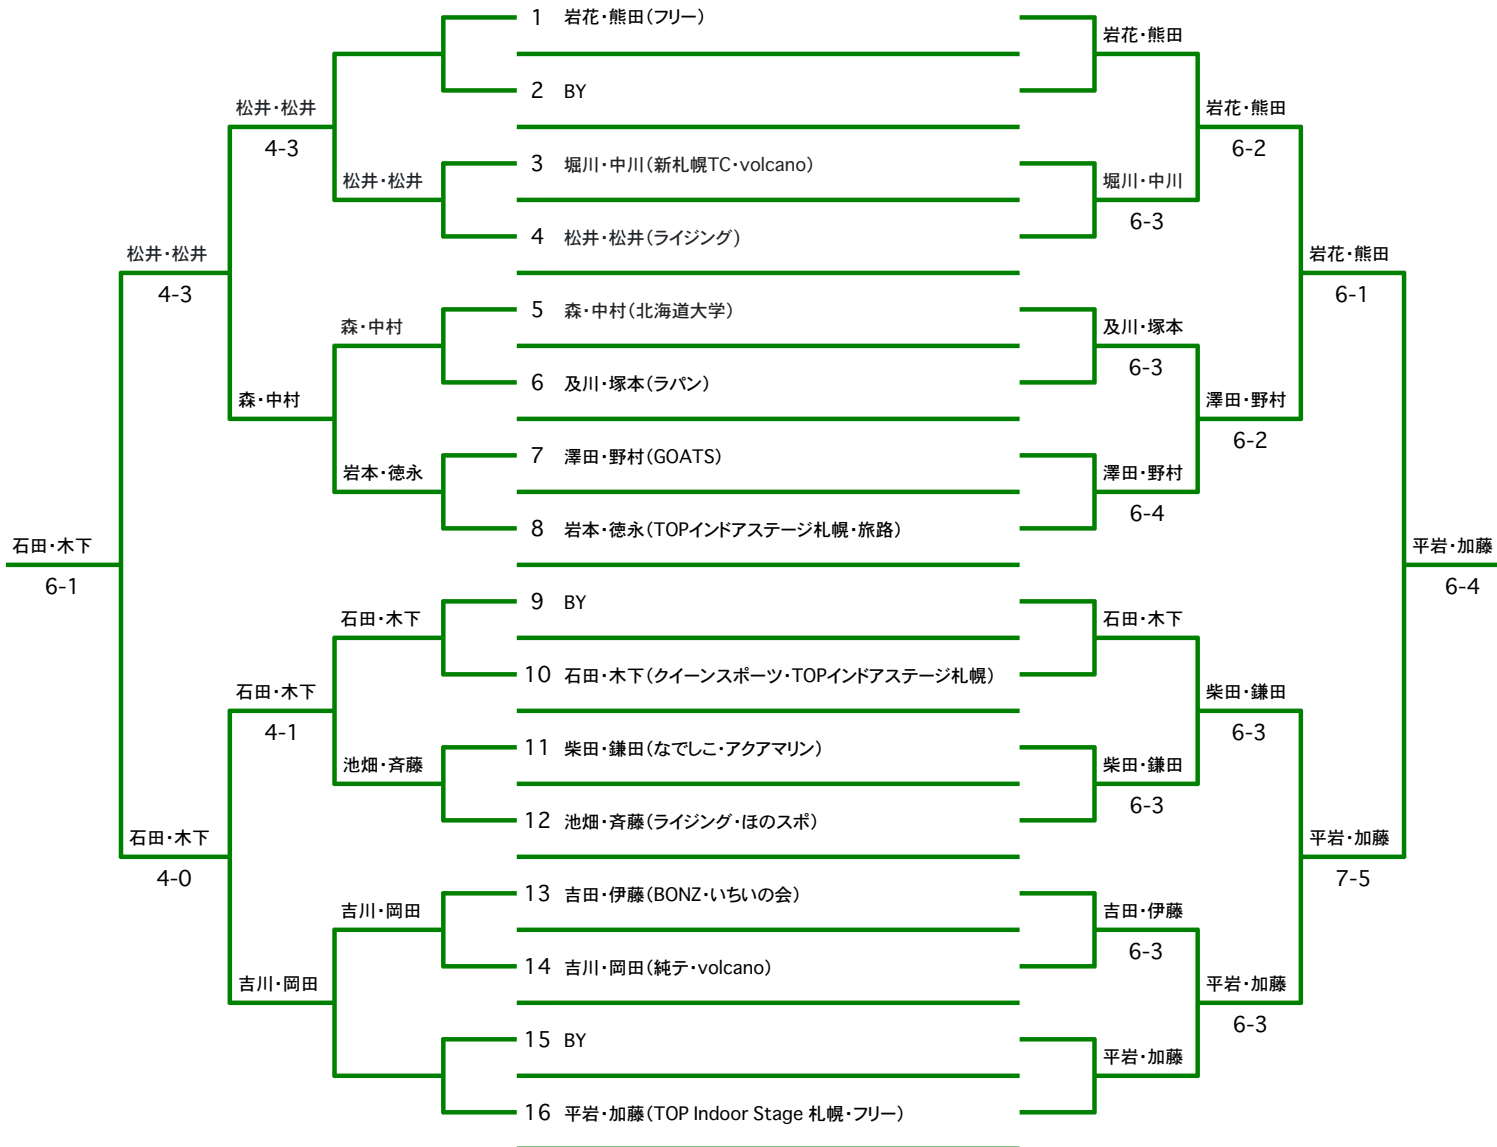 1 岩花・熊田(フリー)
岩花・熊田
2 BY
松井・松井
岩花・熊田
4-3
6-2
3 堀川・中川(新札幌TC・volcano)
松井・松井
堀川・中川
6-3
4 松井・松井(ライジング)
松井・松井
岩花・熊田
4-3
6-1
5 森・中村(北海道大学)
森・中村
及川・塚本
6-3
6 及川・塚本(ラパン)
森・中村
澤田・野村
6-2
7 澤田・野村(GOATS)
岩本・徳永
澤田・野村
6-4
8 岩本・徳永(TOPインドアステージ札幌・旅路)
石田・木下
平岩・加藤
6-1
6-4
9 BY
石田・木下
石田・木下
10 石田・木下(クイーンスポーツ・TOPインドアステージ札幌)
石田・木下
柴田・鎌田
4-1
6-3
11 柴田・鎌田(なでしこ・アクアマリン)
池畑・斉藤
柴田・鎌田
6-3
12 池畑・斉藤(ライジング・ほのスポ)
石田・木下
平岩・加藤
4-0
7-5
13 吉田・伊藤(BONZ・いちいの会)
吉川・岡田
吉田・伊藤
6-3
14 吉川・岡田(純テ・volcano)
吉川・岡田
平岩・加藤
6-3
15 BY
平岩・加藤
16 平岩・加藤(TOP Indoor Stage 札幌・フリー)